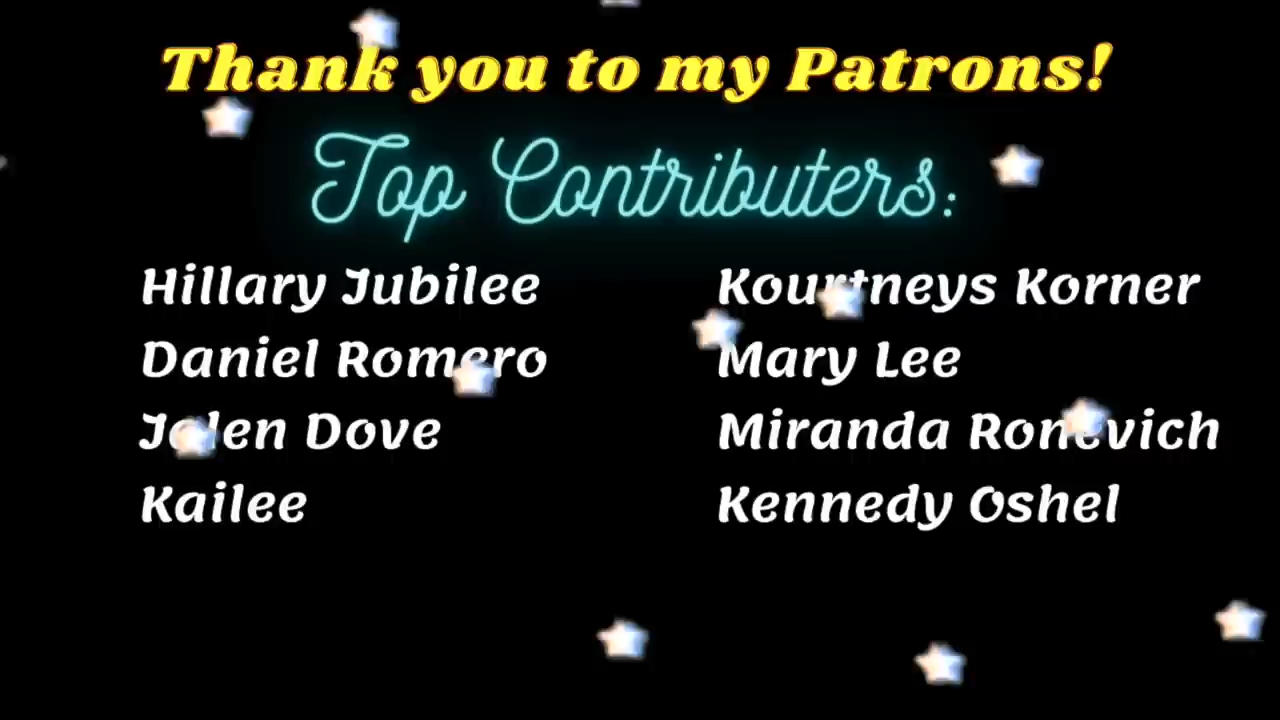 Thank you to my Patrons!
Top Contributers:
Hillary Jubilee
Daniel Romero
Jalen Dove
Kailee
Kourtneys Korner
Mary Lee
Miranda Ronevich
Kennedy Oshel